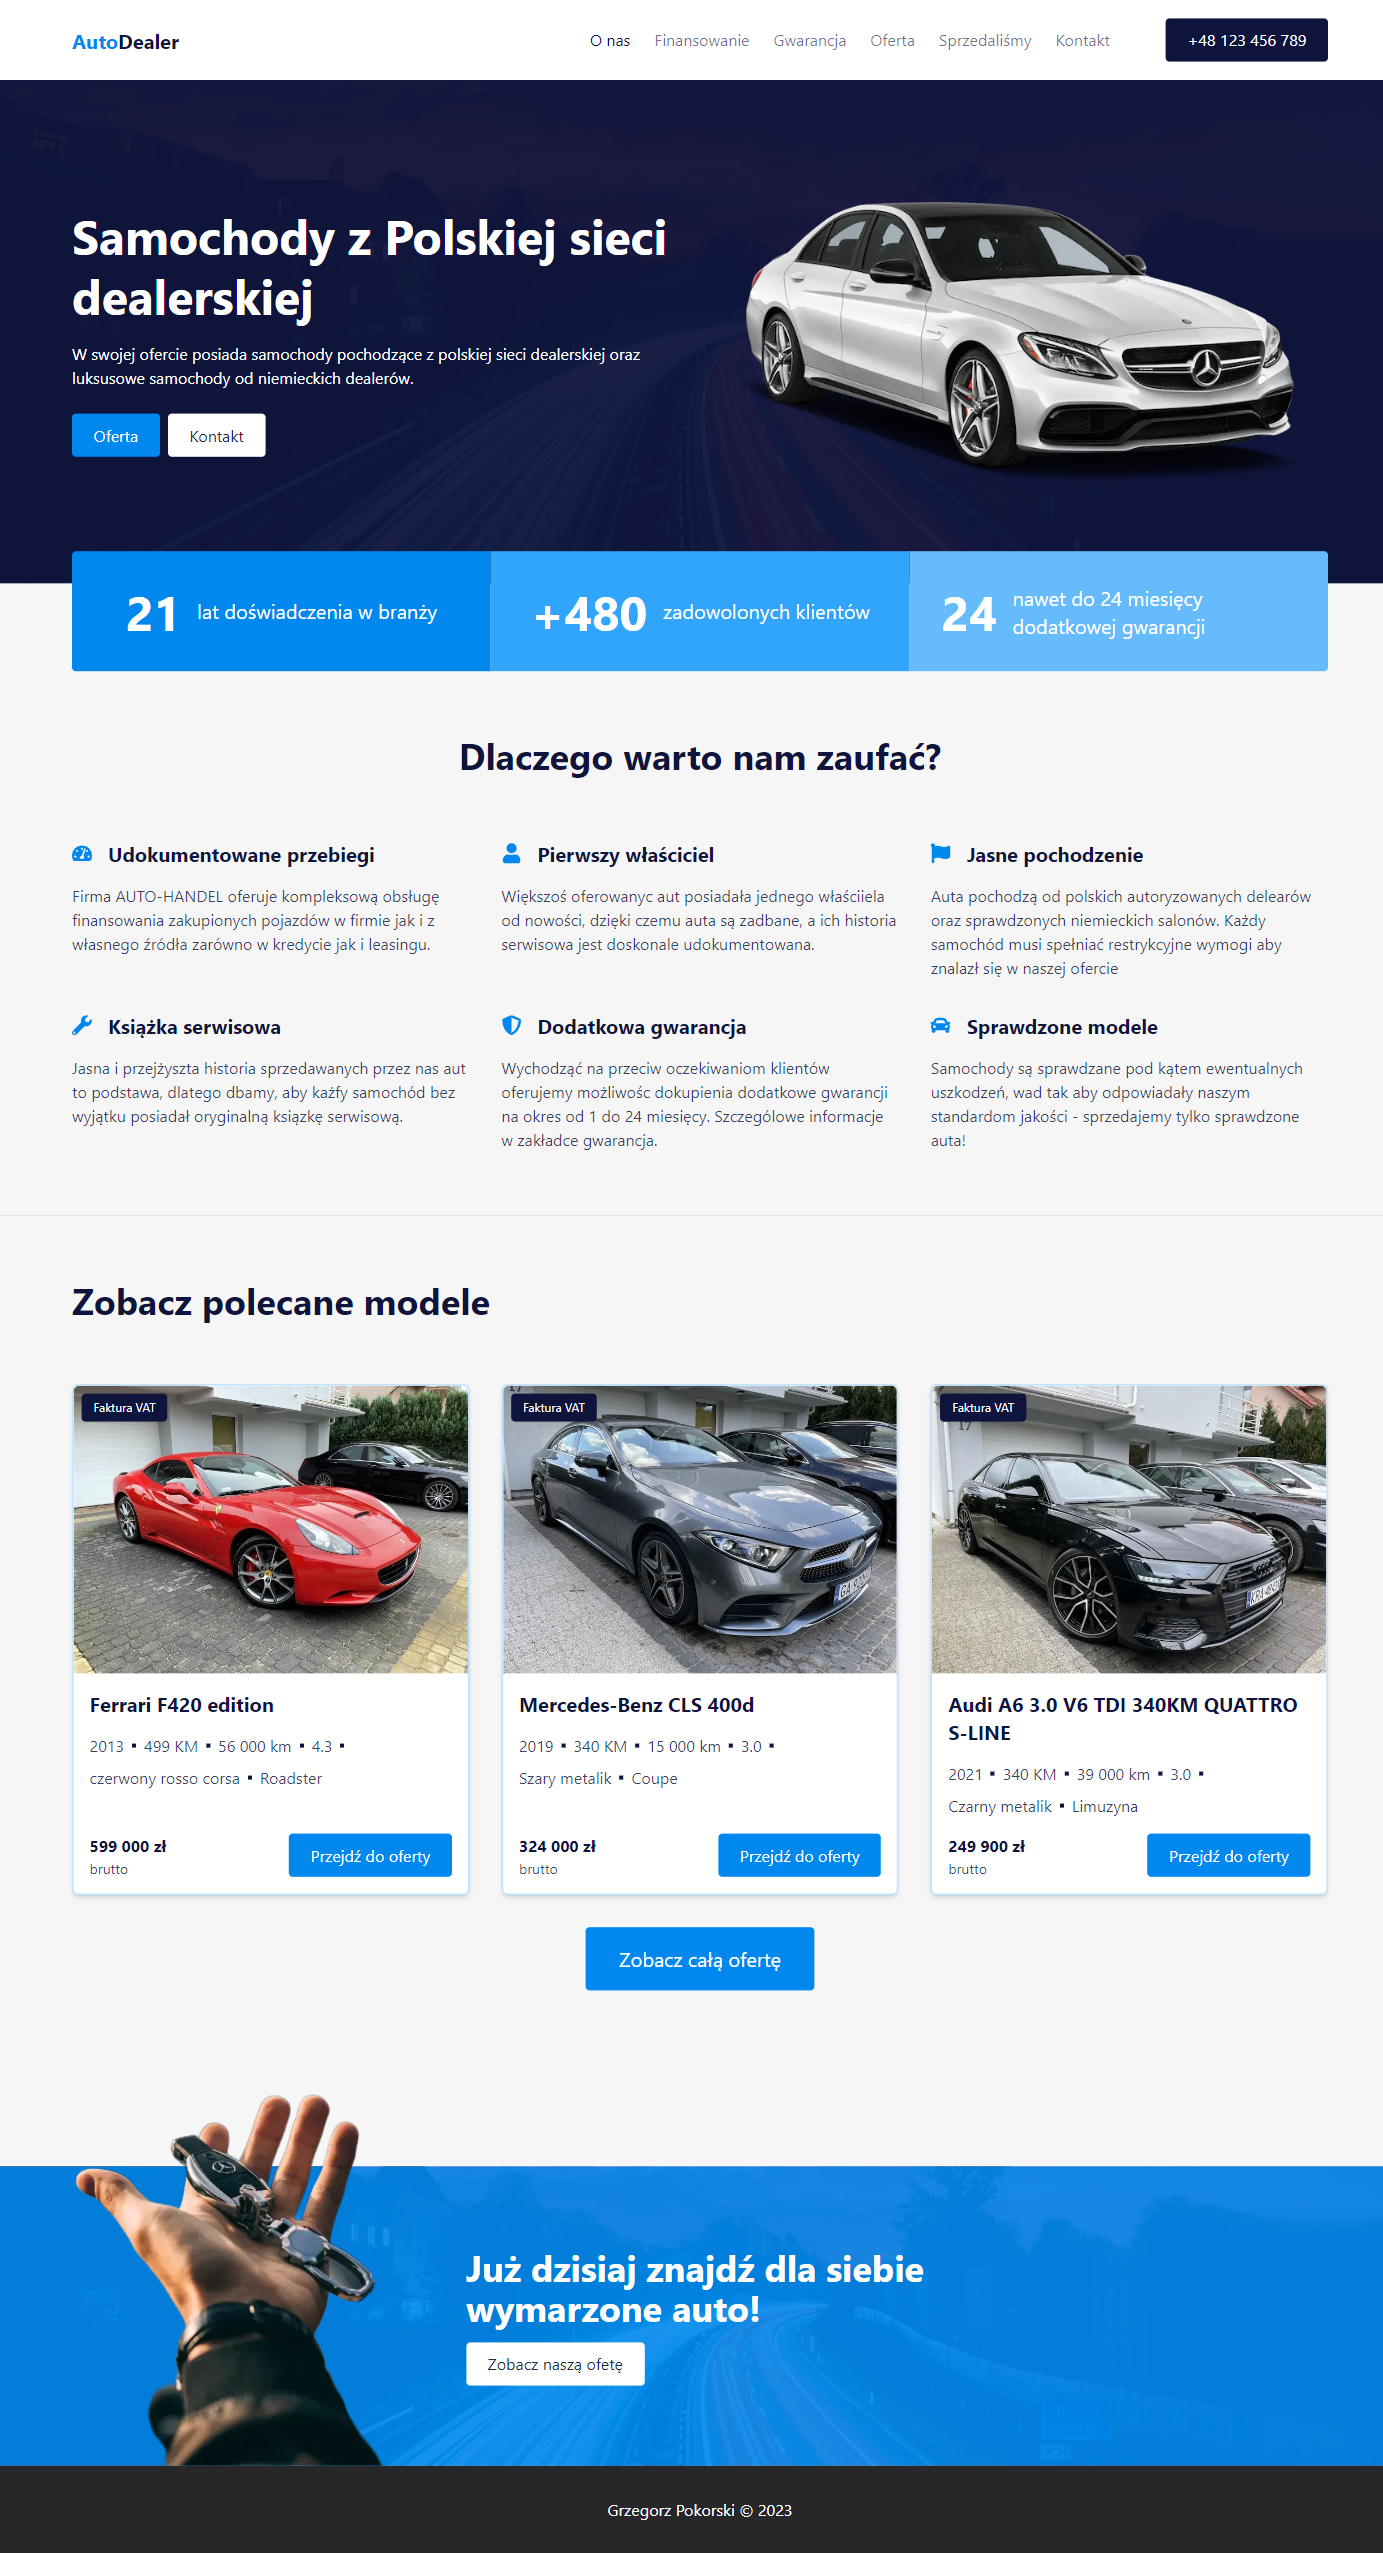 AutoDealer
O nas Finansowanie Gwarancja Oferta Sprzedaliśmy Kontakt
+48 123 456 789
Samochody z Polskiej sieci
dealerskiej
W swojej ofercie posiada samochody pochodzące z polskiej sieci dealerskiej oraz
luksusowe samochody od niemieckich dealerów.
Oferta
Kontakt
21 lat doświadczenia w branży
+480 zadowolonych klientów
24 nawet do 24 miesięcy
dodatkowej gwarancji
Dlaczego warto nam zaufać?
Udokumentowane przebiegi
Firma AUTO-HANDEL oferuje kompleksową obsługę
finansowania zakupionych pojazdów w firmie jak i z
własnego źródła zarówno w kredycie jak i leasingu.
Pierwszy właściciel
Większoś oferowanyc aut posiadała jednego właściiela
od nowości, dzięki czemu auta są zadbane, a ich historia
serwisowa jest doskonale udokumentowana.
Jasne pochodzenie
Auta pochodzą od polskich autoryzowanych delearów
oraz sprawdzonych niemieckich salonów. Każdy
samochód musi spełniać restrykcyjne wymogi aby
znalazł się w naszej ofercie
Książka serwisowa
Jasna i przejżyszta historia sprzedawanych przez nas aut
to podstawa, dlatego dbamy, aby każfy samochód bez
wyjątku posiadał oryginalną ksiązkę serwisową.
Dodatkowa gwarancja
Wychodząć na przeciw oczekiwaniom klientów
oferujemy możliwośc dokupienia dodatkowe gwarancji
na okres od 1 do 24 miesięcy. Szczególowe informacje
w zakładce gwarancja.
Sprawdzone modele
Samochody są sprawdzane pod kątem ewentualnych
uszkodzeń, wad tak aby odpowiadały naszym
standardom jakości - sprzedajemy tylko sprawdzone
auta!
Zobacz polecane modele
Faktura VAT
Ferrari F420 edition
2013 ▪ 499 KM ▪ 56 000 km ▪ 4.3 ▪
czerwony rosso corsa ▪ Roadster
599 000 zł
brutto
Przejdź do oferty
Faktura VAT
17
Mercedes-Benz CLS 400d
2019 ▪ 340 KM ▪ 15 000 km ▪ 3.0 ▪
Szary metalik ▪ Coupe
324 000 zł
brutto
Przejdź do oferty
Faktura VAT
17
Audi A6 3.0 V6 TDI 340KM QUATTRO
S-LINE
2021 ▪ 340 KM ▪ 39 000 km ▪ 3.0 ▪
Czarny metalik ▪ Limuzyna
249 900 zł
brutto
Przejdź do oferty
Zobacz całą ofertę
Już dzisiaj znajdź dla siebie
wymarzone auto!
Zobacz naszą ofetę
Grzegorz Pokorski © 2023